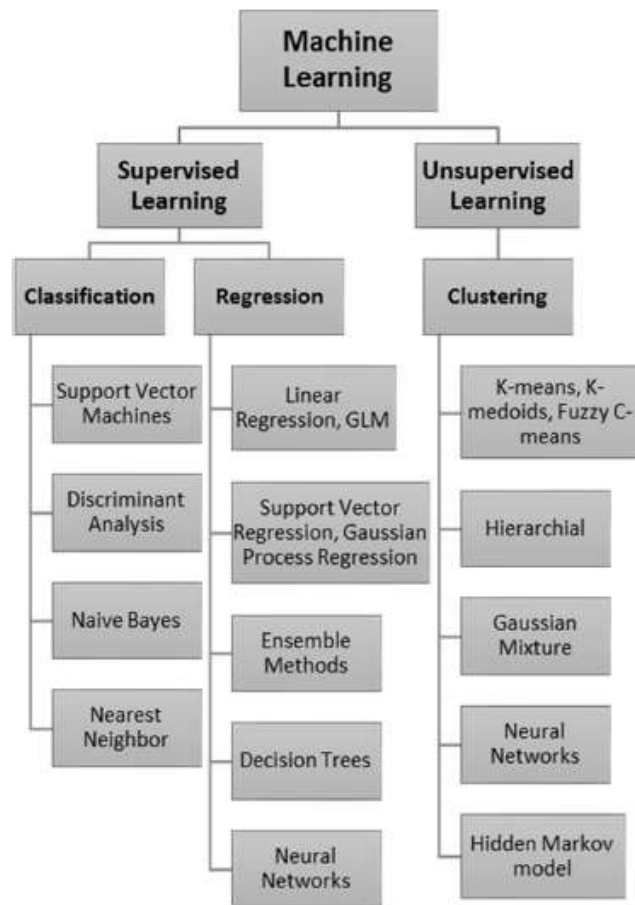 Machine
Learning
Supervised
Learning
Unsupervised
Learning
Classification
Regression
Clustering
Support Vector
Machines
Discriminant
Analysis
Naive Bayes
Nearest
Neighbor
Linear
Regression, GLM
Support Vector
Regression, Gaussian
Process Regression
Ensemble
Methods
Decision Trees
Neural
Networks
K-means, K-
medoids, Fuzzy C-
means
Hierarchial
Gaussian
Mixture
Neural
Networks
Hidden Markov
model